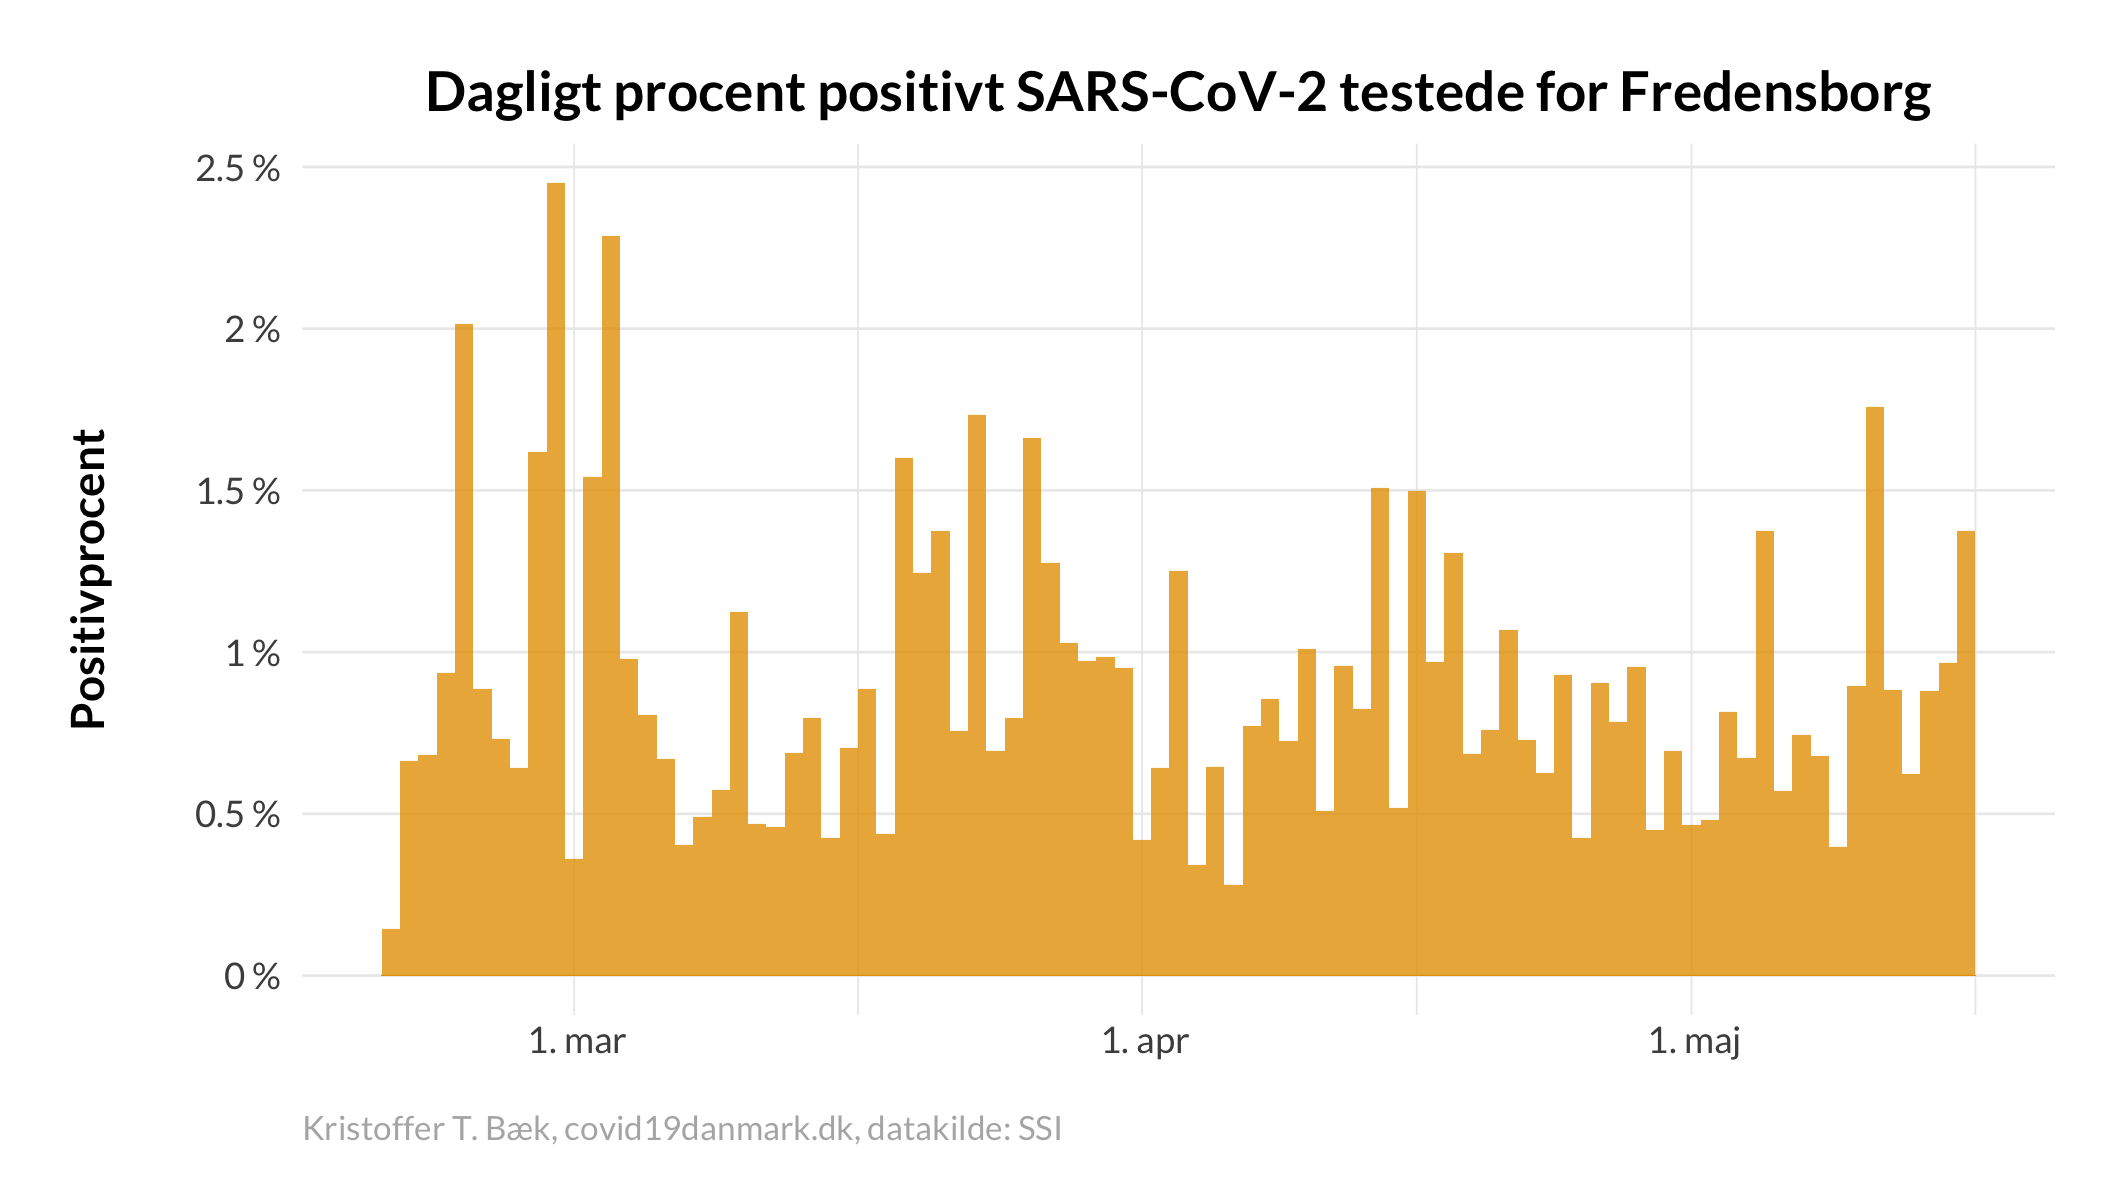 Dagligt procent positivt SARS-CoV-2 testede for Fredensborg
Positivprocent
2.5 %
2 %
1.5 %
1 %
0.5 %
0 %
1. mar
1. apr
1. maj
Kristoffer T. Bæk, covid19danmark.dk, datakilde: SSI